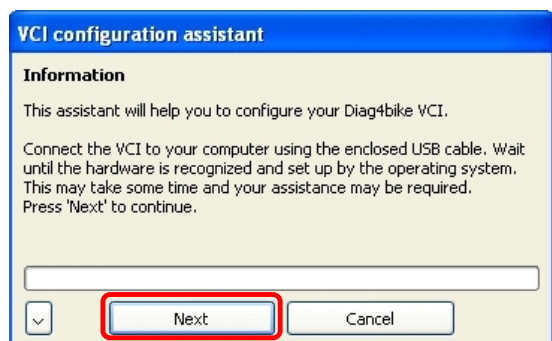 VCI configuration assistant
Information
This assistant will help you to configure your Diag4bike VCI.
Connect the VCI to your computer using the enclosed USB cable. Wait
until the hardware is recognized and set up by the operating system.
This may take some time and your assistance may be required.
Press 'Next' to continue.
Next
Cancel